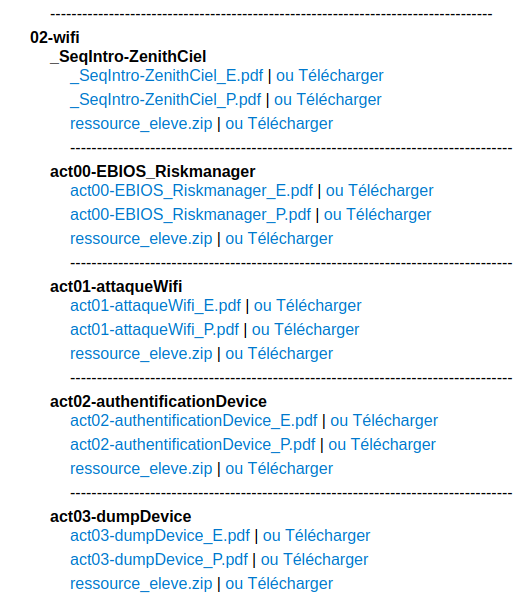 02-wifi
_SeqIntro-ZenithCiel
_SeqIntro-ZenithCiel_E.pdf | ou Télécharger
_SeqIntro-ZenithCiel_P.pdf | ou Télécharger
ressource_eleve.zip | ou Télécharger
act00-EBIOS_Riskmanager
act00-EBIOS_Riskmanager_E.pdf | ou Télécharger
act00-EBIOS_Riskmanager_P.pdf | ou Télécharger
ressource_eleve.zip | ou Télécharger
act01-attaqueWifi
act01-attaqueWifi_E.pdf | ou Télécharger
act01-attaqueWifi_P.pdf | ou Télécharger
ressource_eleve.zip | ou Télécharger
act02-authentificationDevice
act02-authentificationDevice_E.pdf | ou Télécharger
act02-authentificationDevice_P.pdf | ou Télécharger
ressource_eleve.zip | ou Télécharger
act03-dumpDevice
act03-dumpDevice_E.pdf | ou Télécharger
act03-dumpDevice_P.pdf | ou Télécharger
ressource_eleve.zip | ou Télécharger